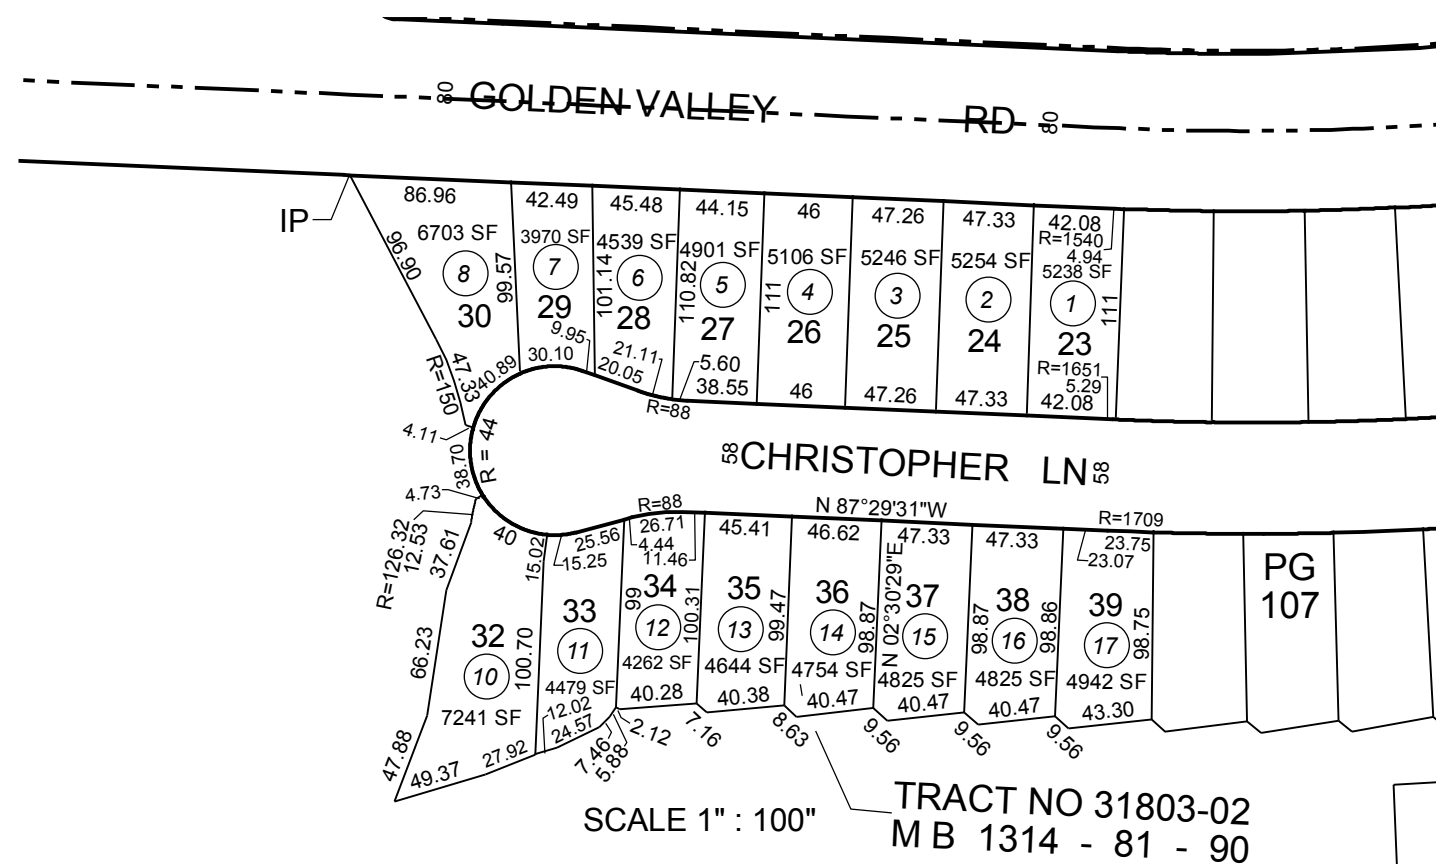 80 GOLDEN VALLEY RD 80
IP
86.96 42.49 45.48 44.15 46 47.26 47.33 42.08
R=1540
4.94
6703 SF 3970 SF 4539 SF 4901 SF 5106 SF 5246 SF 5254 SF 5238 SF
8 7 6 5 4 3 2 1
96.90 99.57 101.14 110.82 111 111
30 29 28 27 26 25 24 23
9.95 21.11 5.60 R=1651
5.29
R=150 47.33 40.89 30.10 20.05 38.55 46 47.26 47.33 42.08
R=88
4.11 R = 44
38.70
58 CHRISTOPHER LN 58
4.73
R=88 N 87°29'31"W R=1709
R=126.32 12.53 37.61 40 15.02 25.56 26.71 45.41 46.62 47.33 47.33 23.75
15.25 4.44 11.46 23.07
N 02°30'29"E
PG
107
32 33 34 35 36 37 38 39
10 11 12 13 14 15 16 17
66.23 100.70 99 100.31 99.47 98.87 98.87 98.86 98.75
7241 SF 4479 SF 4262 SF 4644 SF 4754 SF 4825 SF 4825 SF 4942 SF
12.02 40.28 40.38 40.47 40.47 40.47 43.30
47.88 49.37 27.92 24.57 7.46 5.88 2.12 7.16 8.63 9.56 9.56 9.56
SCALE 1" : 100"
TRACT NO 31803-02
M B 1314 - 81 - 90